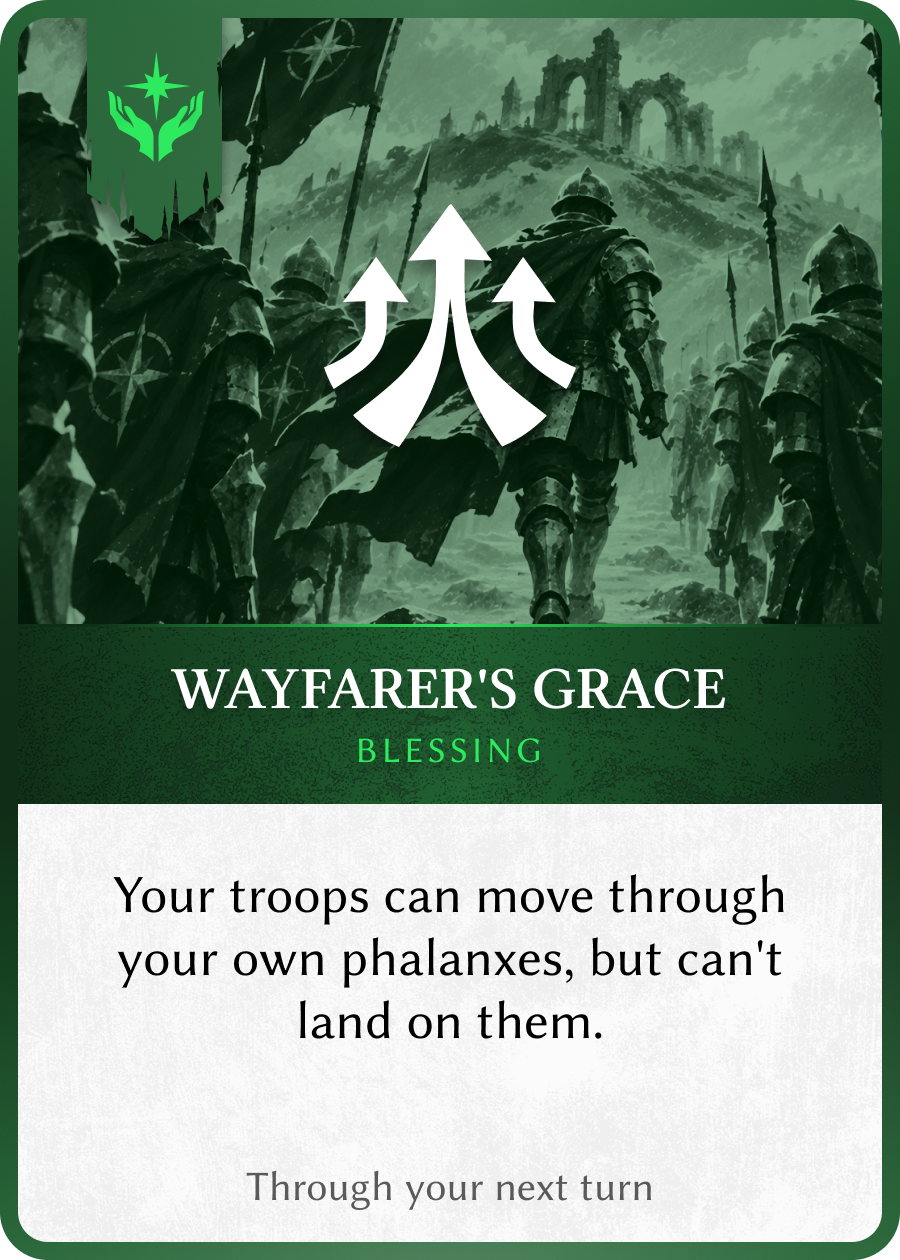 WAYFARER'S GRACE
BLESSING
Your troops can move through
your own phalanxes, but can't
land on them.
Through your next turn